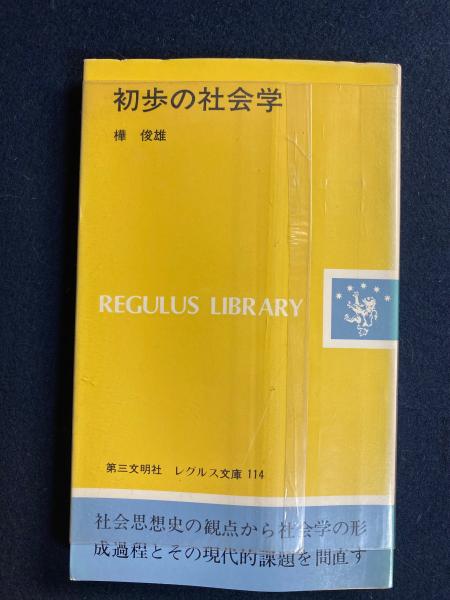 初歩の社会学
樺 俊雄
REGULUS LIBRARY
第三文明社 レグルス文庫 114
社会思想史の観点から社会学の形
成過程とその現代的課題を問直す